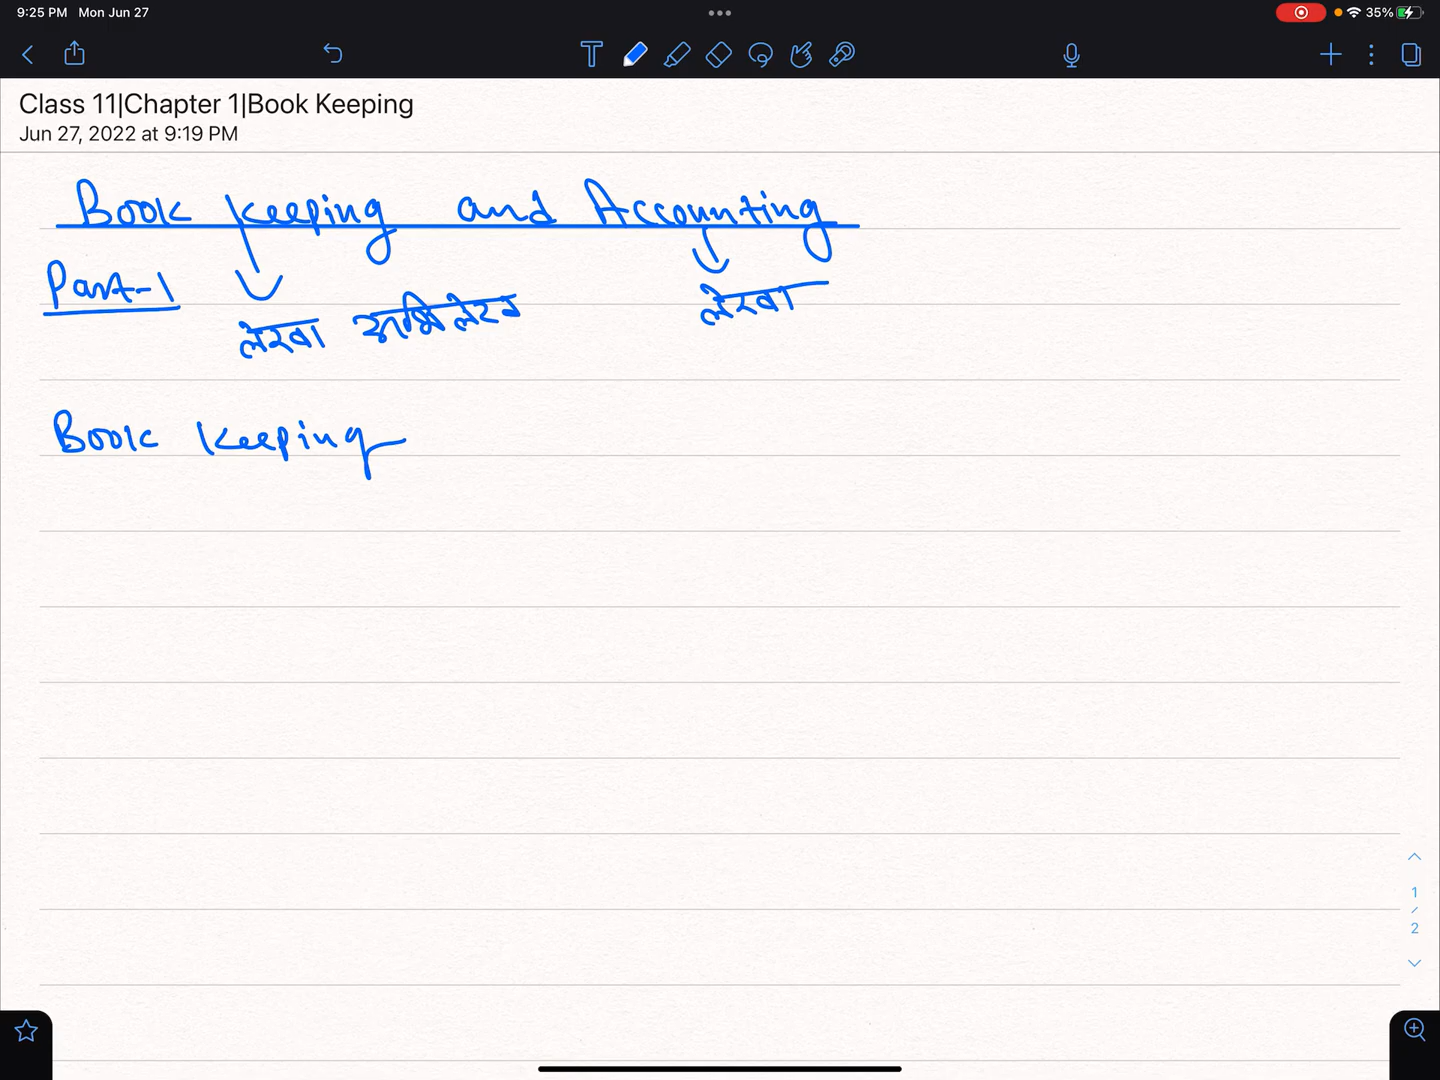 9:25 PM Mon Jun 27
35%
Class 11|Chapter 1|Book Keeping
Jun 27, 2022 at 9:19 PM
Book keeping and Accounting
Part-1
लेखा अभिलेख लेखा
Book Keeping
1
/
2